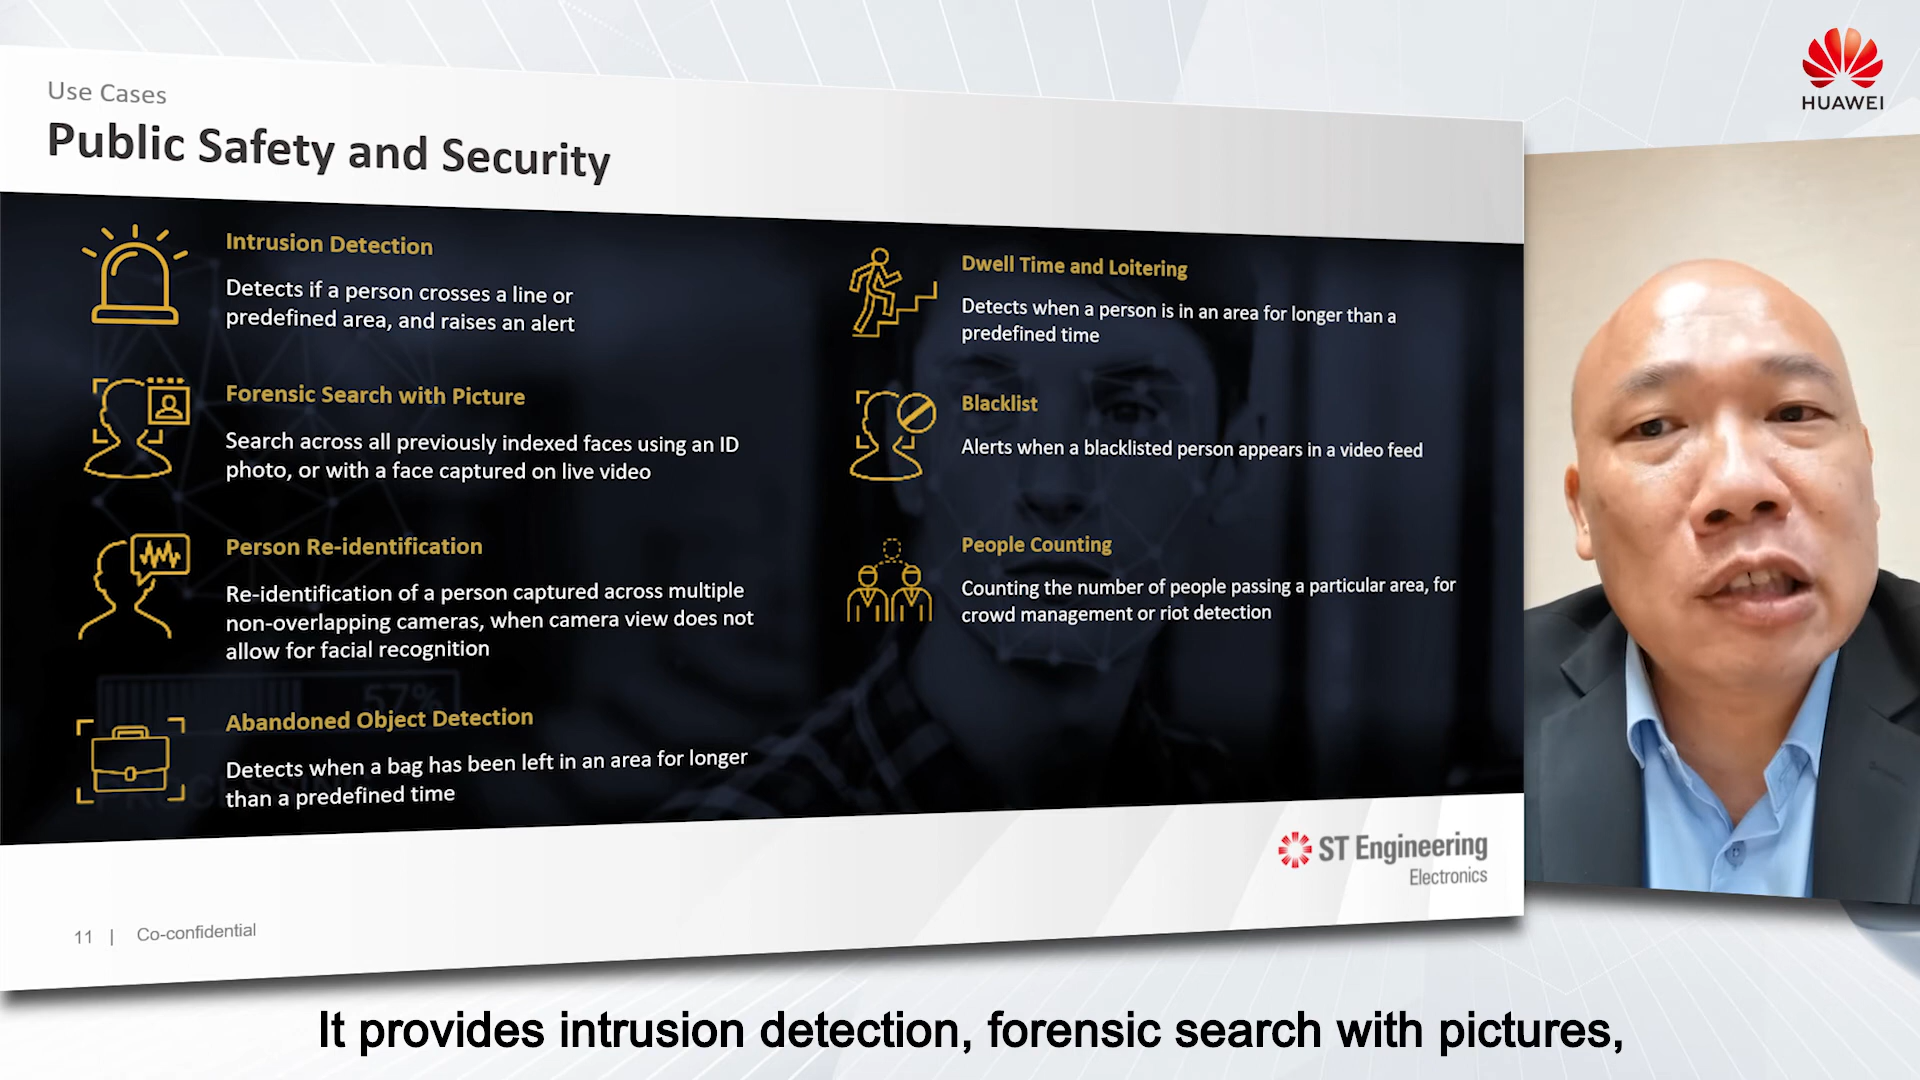 HUAWEI
Use Cases
Public Safety and Security
Intrusion Detection
Detects if a person crosses a line or
predefined area, and raises an alert
Forensic Search with Picture
Search across all previously indexed faces using an ID
photo, or with a face captured on live video
Person Re-identification
Re-identification of a person captured across multiple
non-overlapping cameras, when camera view does not
allow for facial recognition
57%
Abandoned Object Detection
Detects when a bag has been left in an area for longer
than a predefined time
Dwell Time and Loitering
Detects when a person is in an area for longer than a
predefined time
Blacklist
Alerts when a blacklisted person appears in a video feed
People Counting
Counting the number of people passing a particular area, for
crowd management or riot detection
ST Engineering
Electronics
11 | Co-confidential
It provides intrusion detection, forensic search with pictures,